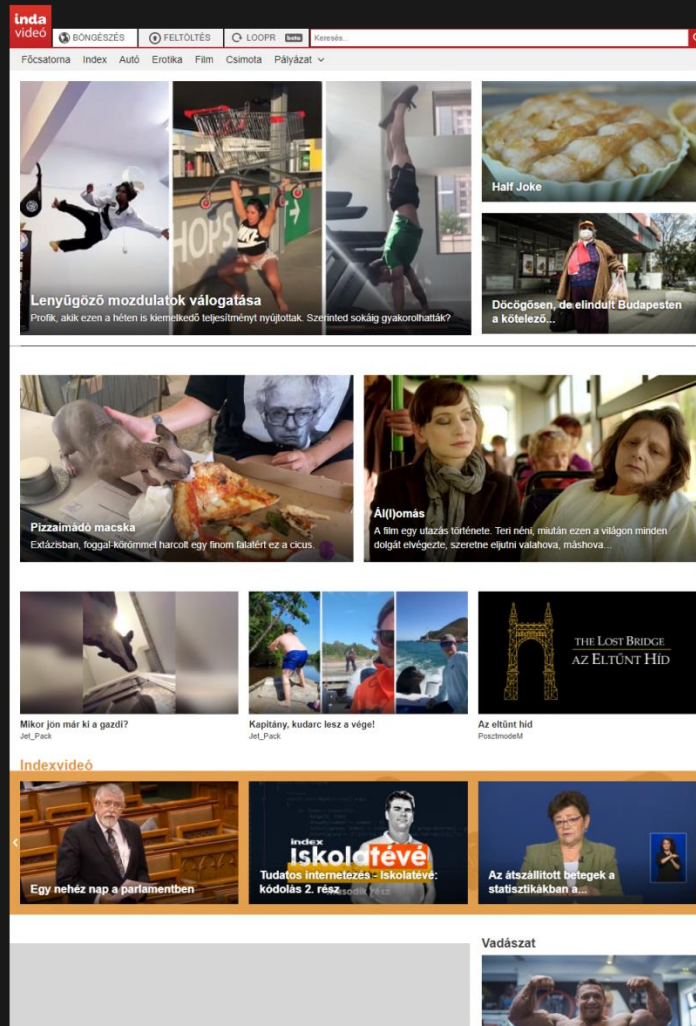 inda
videó
BÖNGÉSZÉS
FELTÖLTÉS
LOOPR beta
Keresés...
Főcsatorna Index Autó Erotika Film Csimota Pályázat
HOPS
NIKE
Lenyűgöző mozdulatok válogatása
Profik, akik ezen a héten is kiemelkedő teljesítményt nyújtottak. Szerinted sokáig gyakorolhatták?
Half Joke
Döcögősen, de elindult Budapesten
a kötelező...
Pizzaimádó macska
Extázisban, foggal-körömmel harcolt egy finom falatért ez a cicus.
Ál(l)omás
A film egy utazás története. Teri néni, miután ezen a világon minden
dolgát elvégezte, szeretne eljutni valahova, máshova...
THE LOST BRIDGE
AZ ELTŰNT HÍD
Mikor jön már ki a gazdi?
Jet_Pack
Kapitány, kudarc lesz a vége!
Jet_Pack
Az eltűnt híd
PosztmodeM
Indexvideó
Egy nehéz nap a parlamentben
index
iskolatévé
Tudatos internetezés - Iskolatévé:
kódolás 2. rész
második rész
Az átszállított betegek a
statisztikákban a...
Vadászat